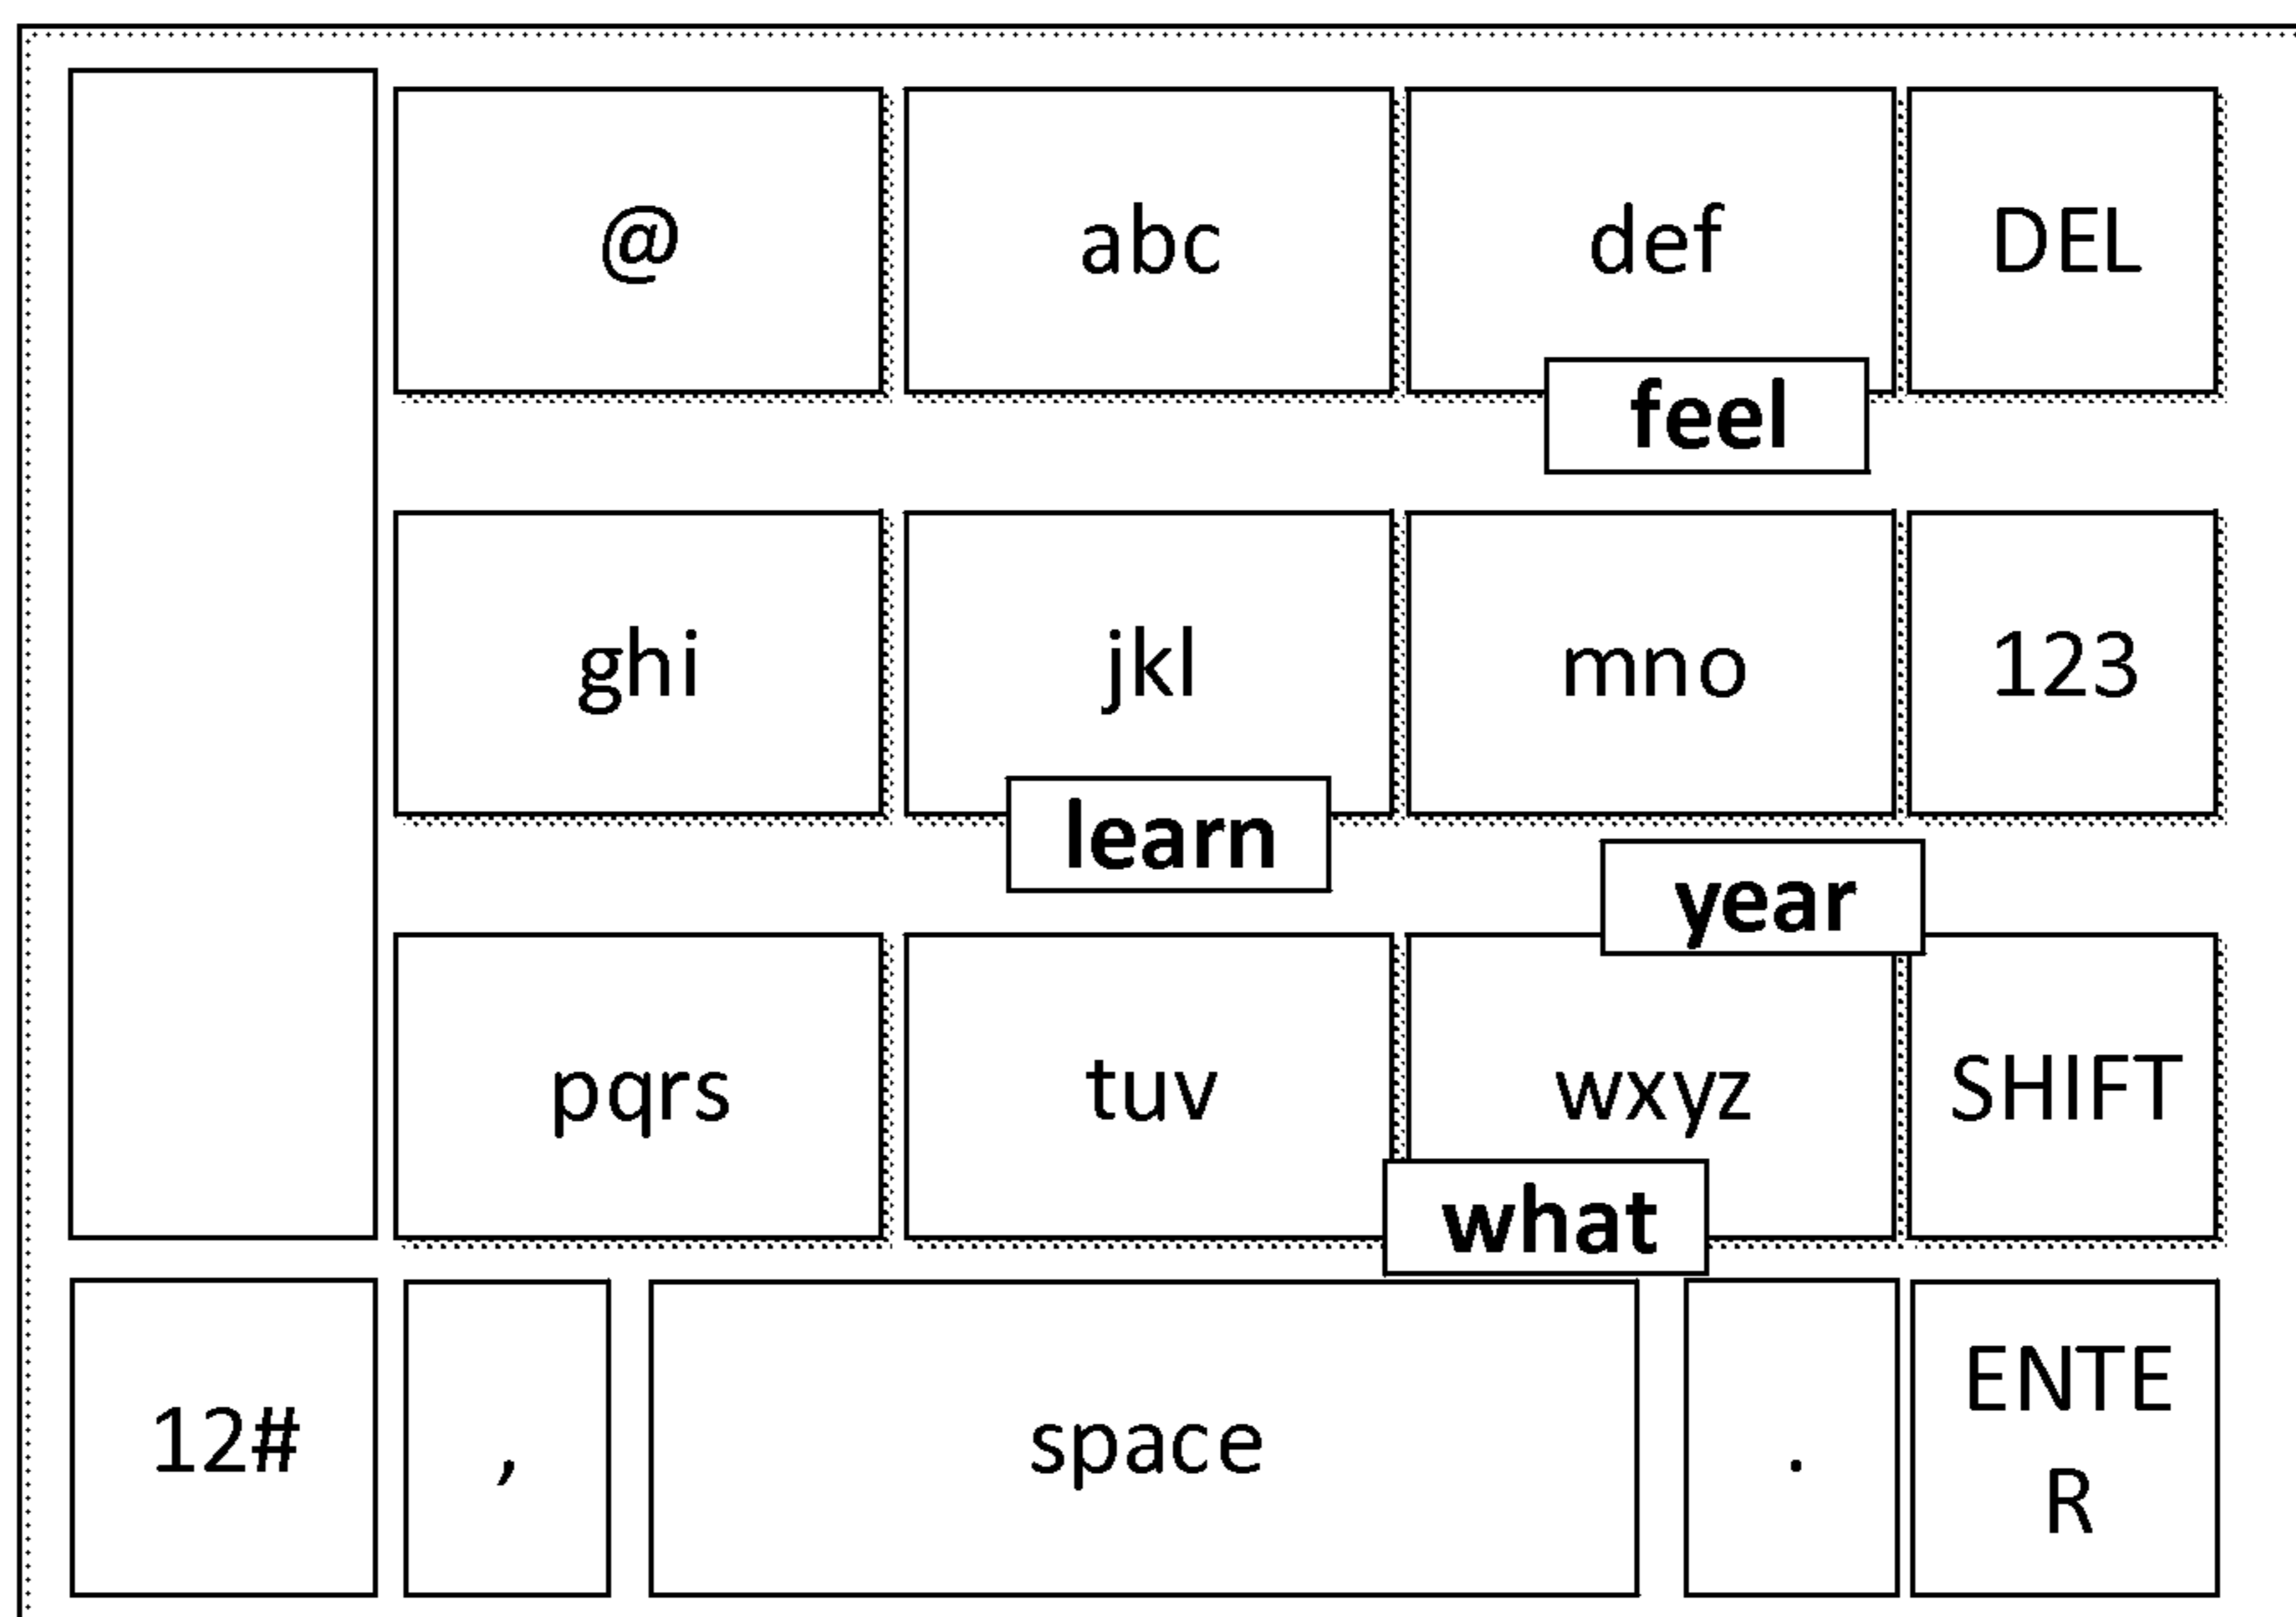 @ abc def DEL
feel
ghi jkl mno 123
learn
year
pqrs tuv wxyz SHIFT
what
12# , space . ENTE
R